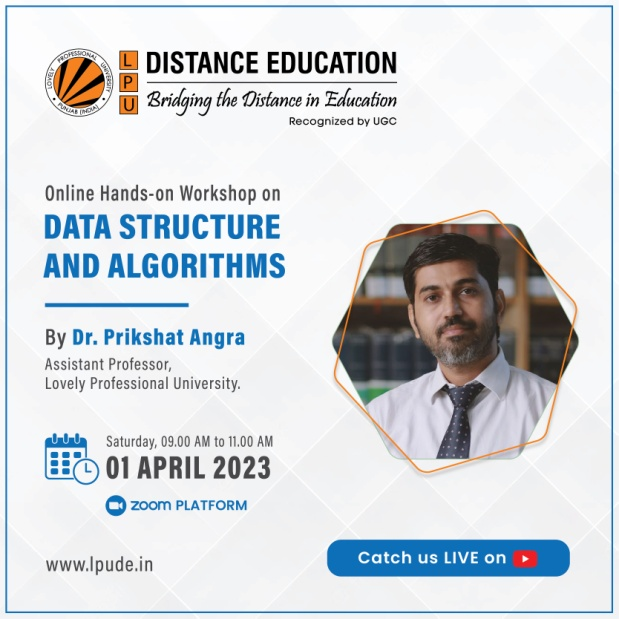 LOVELY PROFESSIONAL UNIVERSITY
PUNJAB (INDIA)
LPU
DISTANCE EDUCATION
Bridging the Distance in Education
Recognized by UGC
Online Hands-on Workshop on
DATA STRUCTURE
AND ALGORITHMS
By Dr. Prikshat Angra
Assistant Professor,
Lovely Professional University.
Saturday, 09.00 AM to 11.00 AM
01 APRIL 2023
zoom PLATFORM
www.lpude.in
Catch us LIVE on